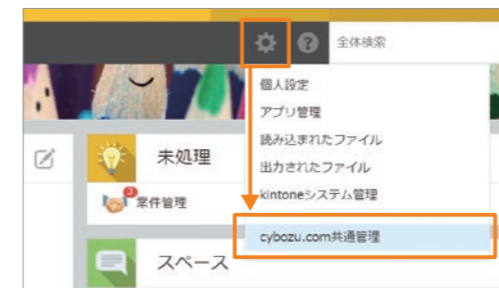 全体検索
個人設定
アプリ管理
読み込まれたファイル
出力されたファイル
kintoneシステム管理
cybozu.com共通管理
未処理
3
案件管理
スペース